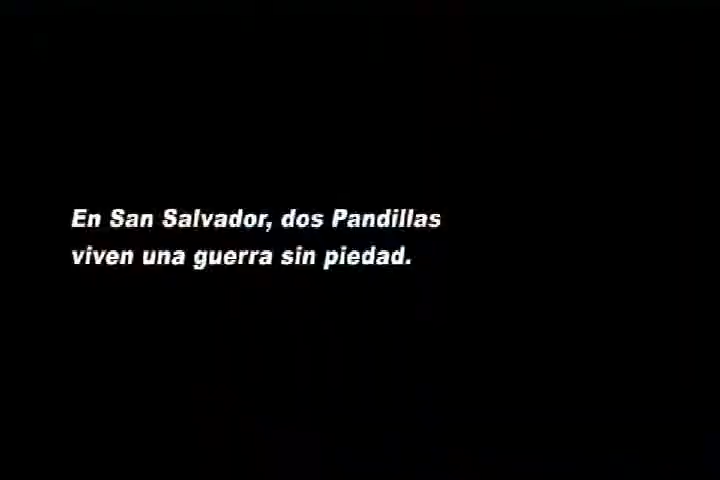 En San Salvador, dos Pandillas
viven una guerra sin piedad.